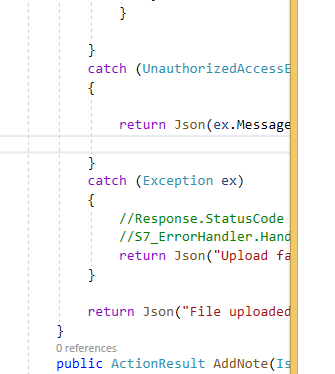 }
}
catch (UnauthorizedAccessE
{
return Json(ex.Message
}
catch (Exception ex)
{
//Response.StatusCode
//S7_ErrorHandler.Hand
return Json("Upload fa
}
return Json("File uploaded
}
0 references
public ActionResult AddNote(Is